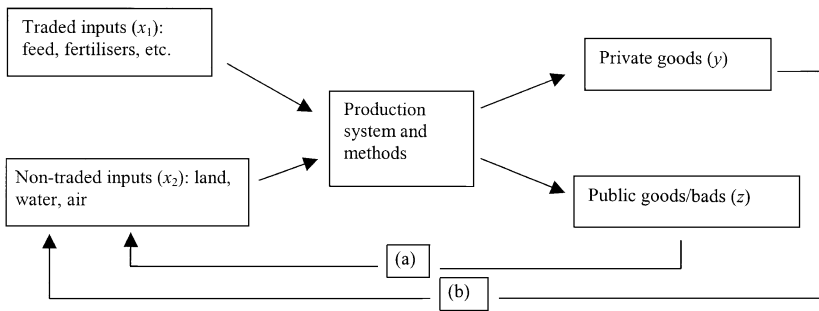 Traded inputs (x₁):
feed, fertilisers, etc.
Private goods (y)
Production
system and
methods
Non-traded inputs (x₂): land,
water, air
Public goods/bads (z)
(a)
(b)